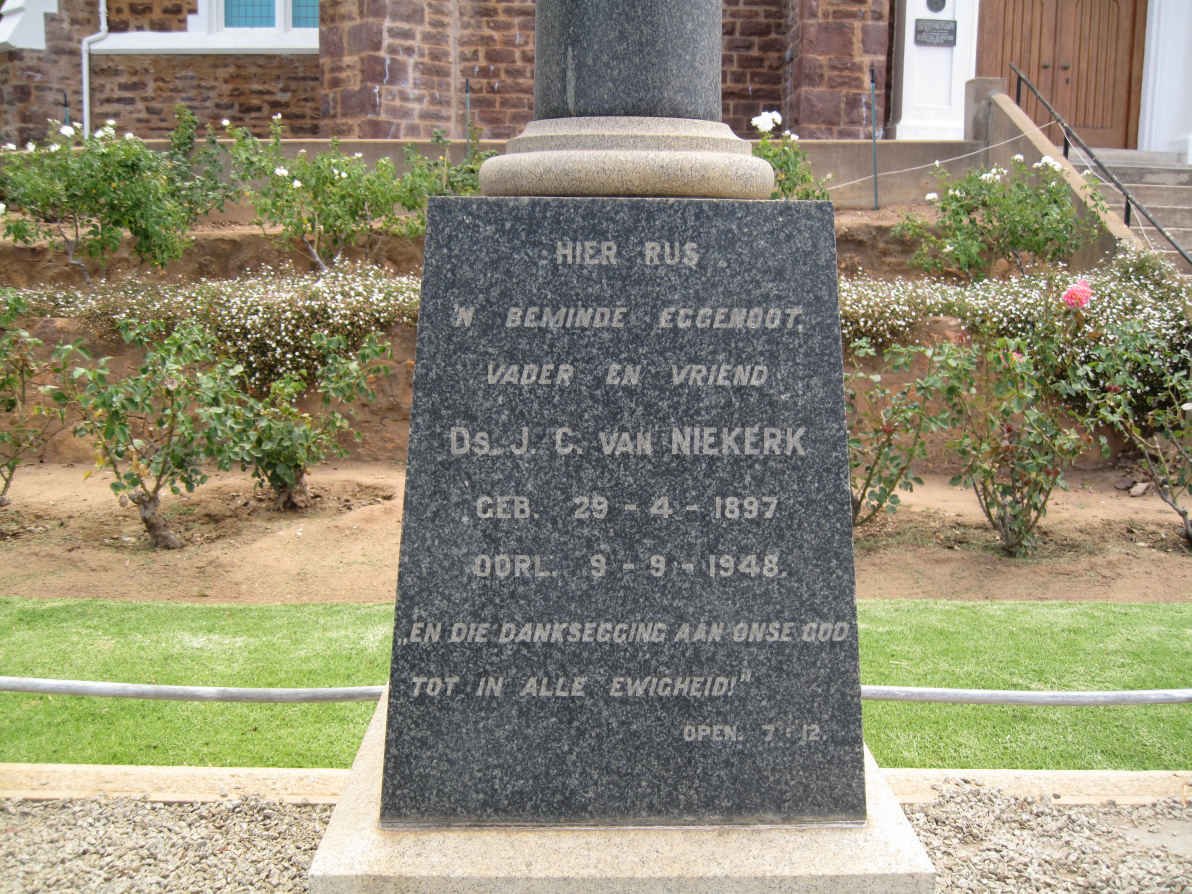 HIER RUS
'N BEMINDE EGGENOOT,
VADER EN VRIEND
DS. J. C. VAN NIEKERK
GEB. 29 - 4 - 1897
OORL. 9 - 9 - 1948.
„EN DIE DANKSEGGING AAN ONSE GOD
TOT IN ALLE EWIGHEID!"
OPEN. 7 : 12.